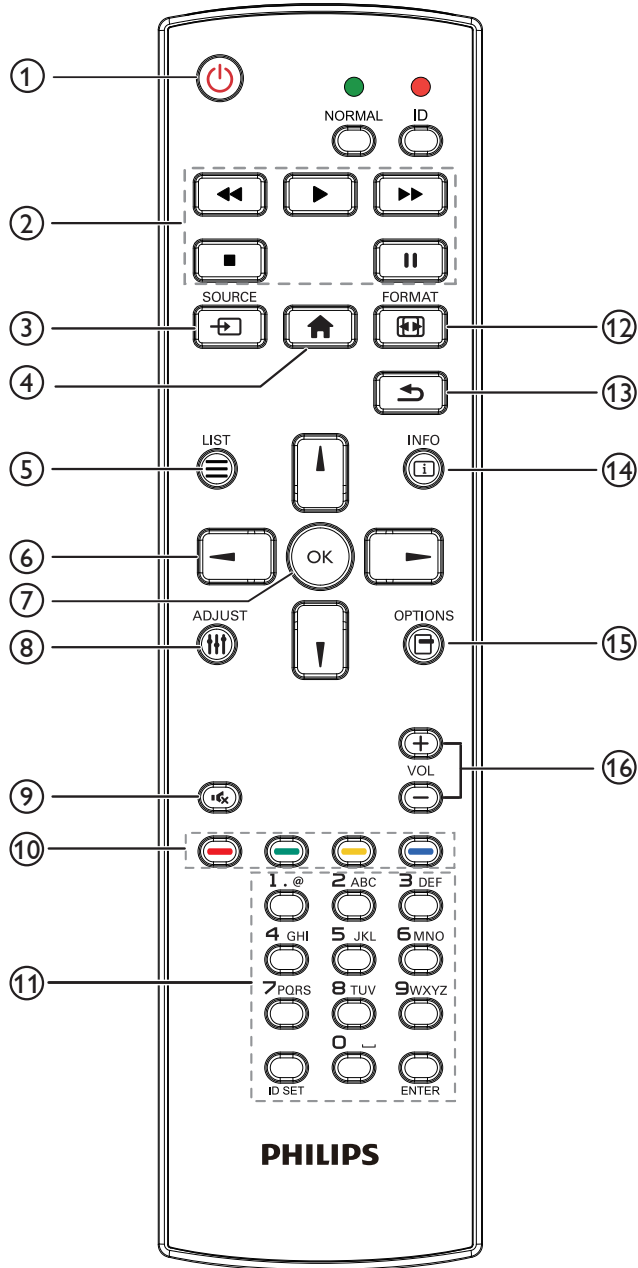 1
NORMAL ID
2
SOURCE FORMAT
3 12
4 13
LIST INFO
5 i 14
6 OK
7
ADJUST OPTIONS
8 15
+
VOL 16
9 −
10
1 . @ 2 ABC 3 DEF
4 GHI 5 JKL 6 MNO
11 7 PQRS 8 TUV 9 WXYZ
0 ⎵
ID SET ENTER
PHILIPS